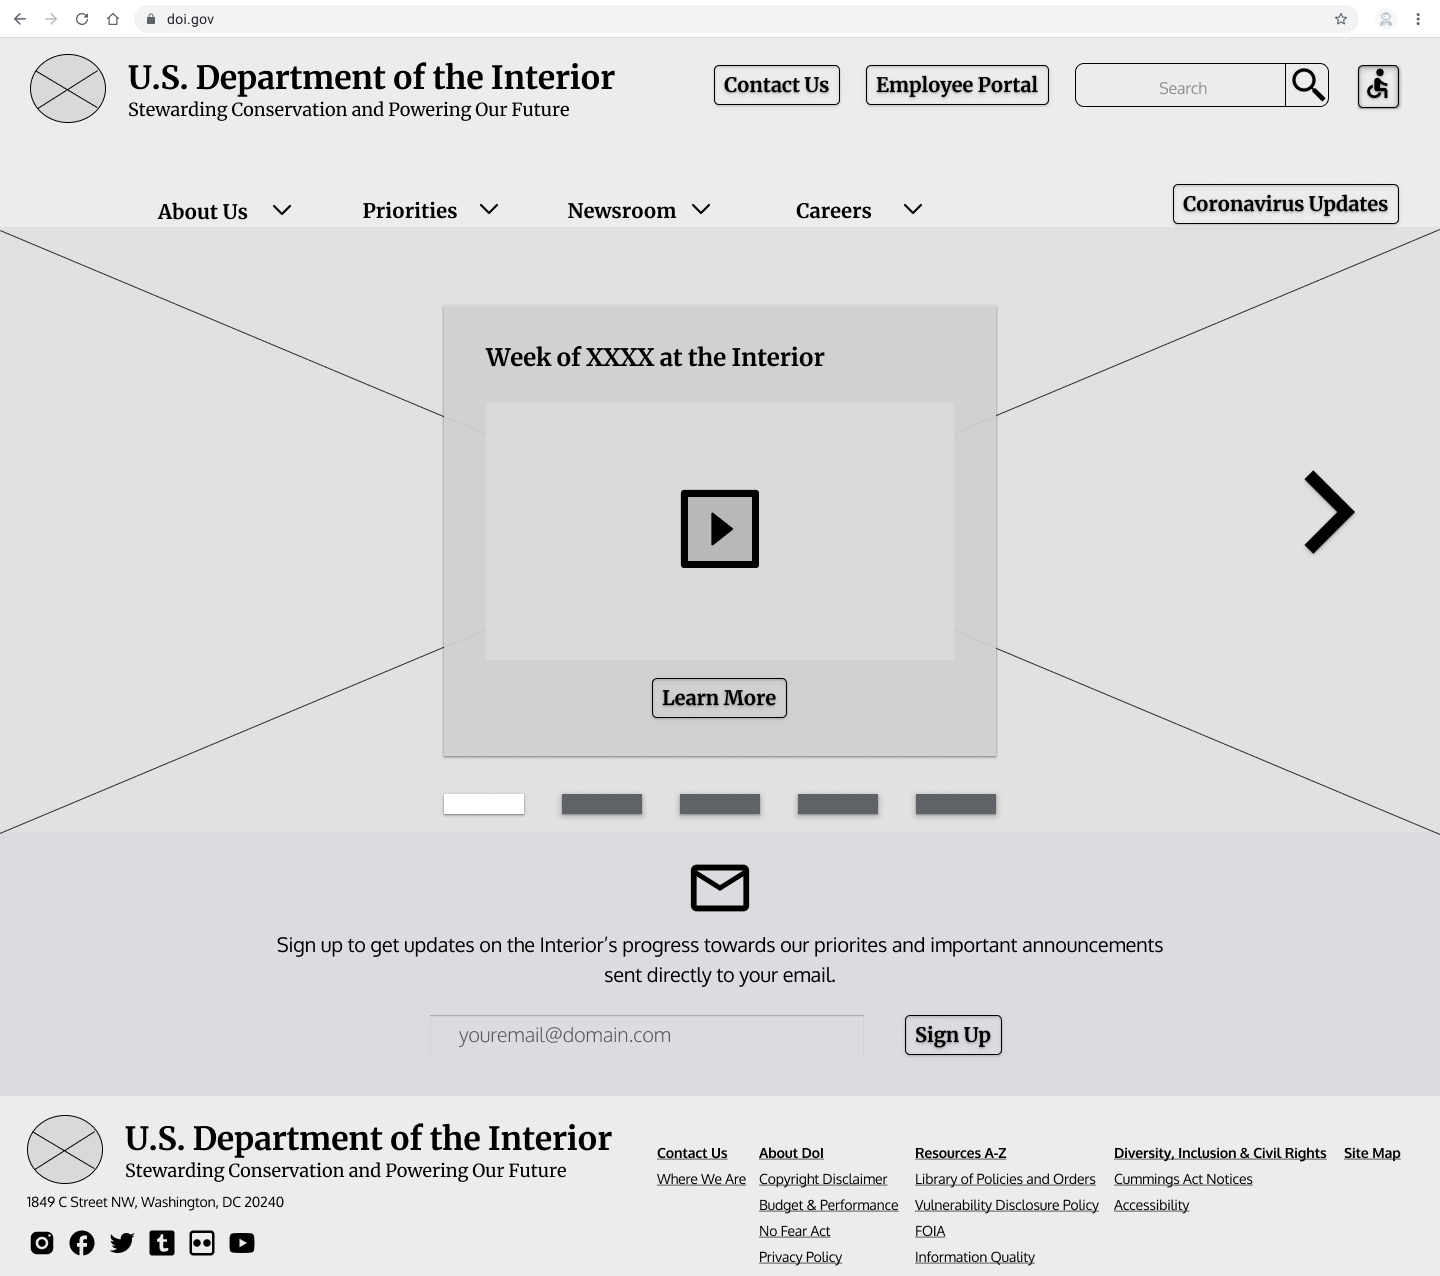 doi.gov
U.S. Department of the Interior
Stewarding Conservation and Powering Our Future
Contact Us
Employee Portal
Search
About Us
Priorities
Newsroom
Careers
Coronavirus Updates
Week of XXXX at the Interior
Learn More
Sign up to get updates on the Interior’s progress towards our priorites and important announcements
sent directly to your email.
youremail@domain.com
Sign Up
U.S. Department of the Interior
Stewarding Conservation and Powering Our Future
1849 C Street NW, Washington, DC 20240
Contact Us
Where We Are
About DoI
Copyright Disclaimer
Budget & Performance
No Fear Act
Privacy Policy
Resources A-Z
Library of Policies and Orders
Vulnerability Disclosure Policy
FOIA
Information Quality
Diversity, Inclusion & Civil Rights
Cummings Act Notices
Accessibility
Site Map